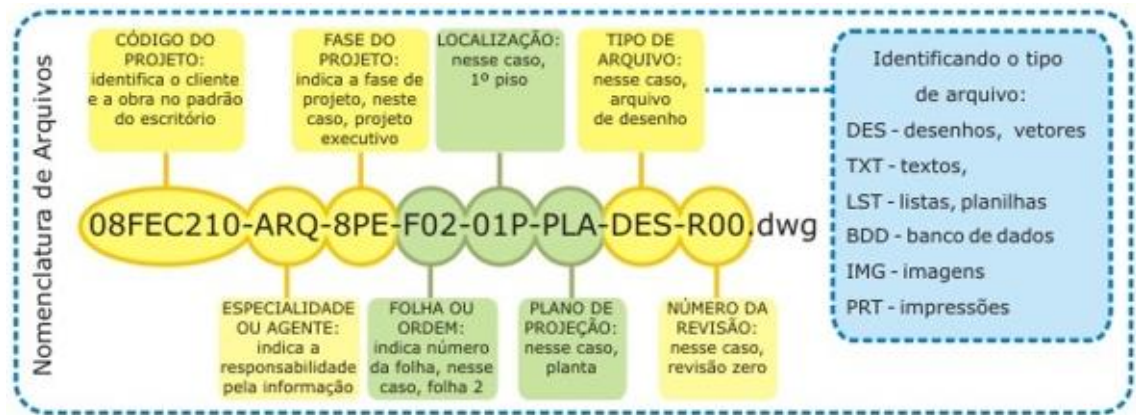 Nomenclatura de Arquivos
CÓDIGO DO
PROJETO:
identifica o cliente
e a obra no padrão
do escritório
FASE DO
PROJETO:
indica a fase de
projeto, neste
caso, projeto
executivo
LOCALIZAÇÃO:
nesse caso,
1º piso
TIPO DE
ARQUIVO:
nesse caso,
arquivo
de desenho
08FEC210-ARQ-8PE-F02-01P-PLA-DES-R00.dwg
ESPECIALIDADE
OU AGENTE:
indica a
responsabilidade
pela informação
FOLHA OU
ORDEM:
indica número
da folha, nesse
caso, folha 2
PLANO DE
PROJEÇÃO:
nesse caso,
planta
NÚMERO DA
REVISÃO:
nesse caso,
revisão zero
Identificando o tipo
de arquivo:
DES - desenhos, vetores
TXT - textos,
LST - listas, planilhas
BDD - banco de dados
IMG - imagens
PRT - impressões